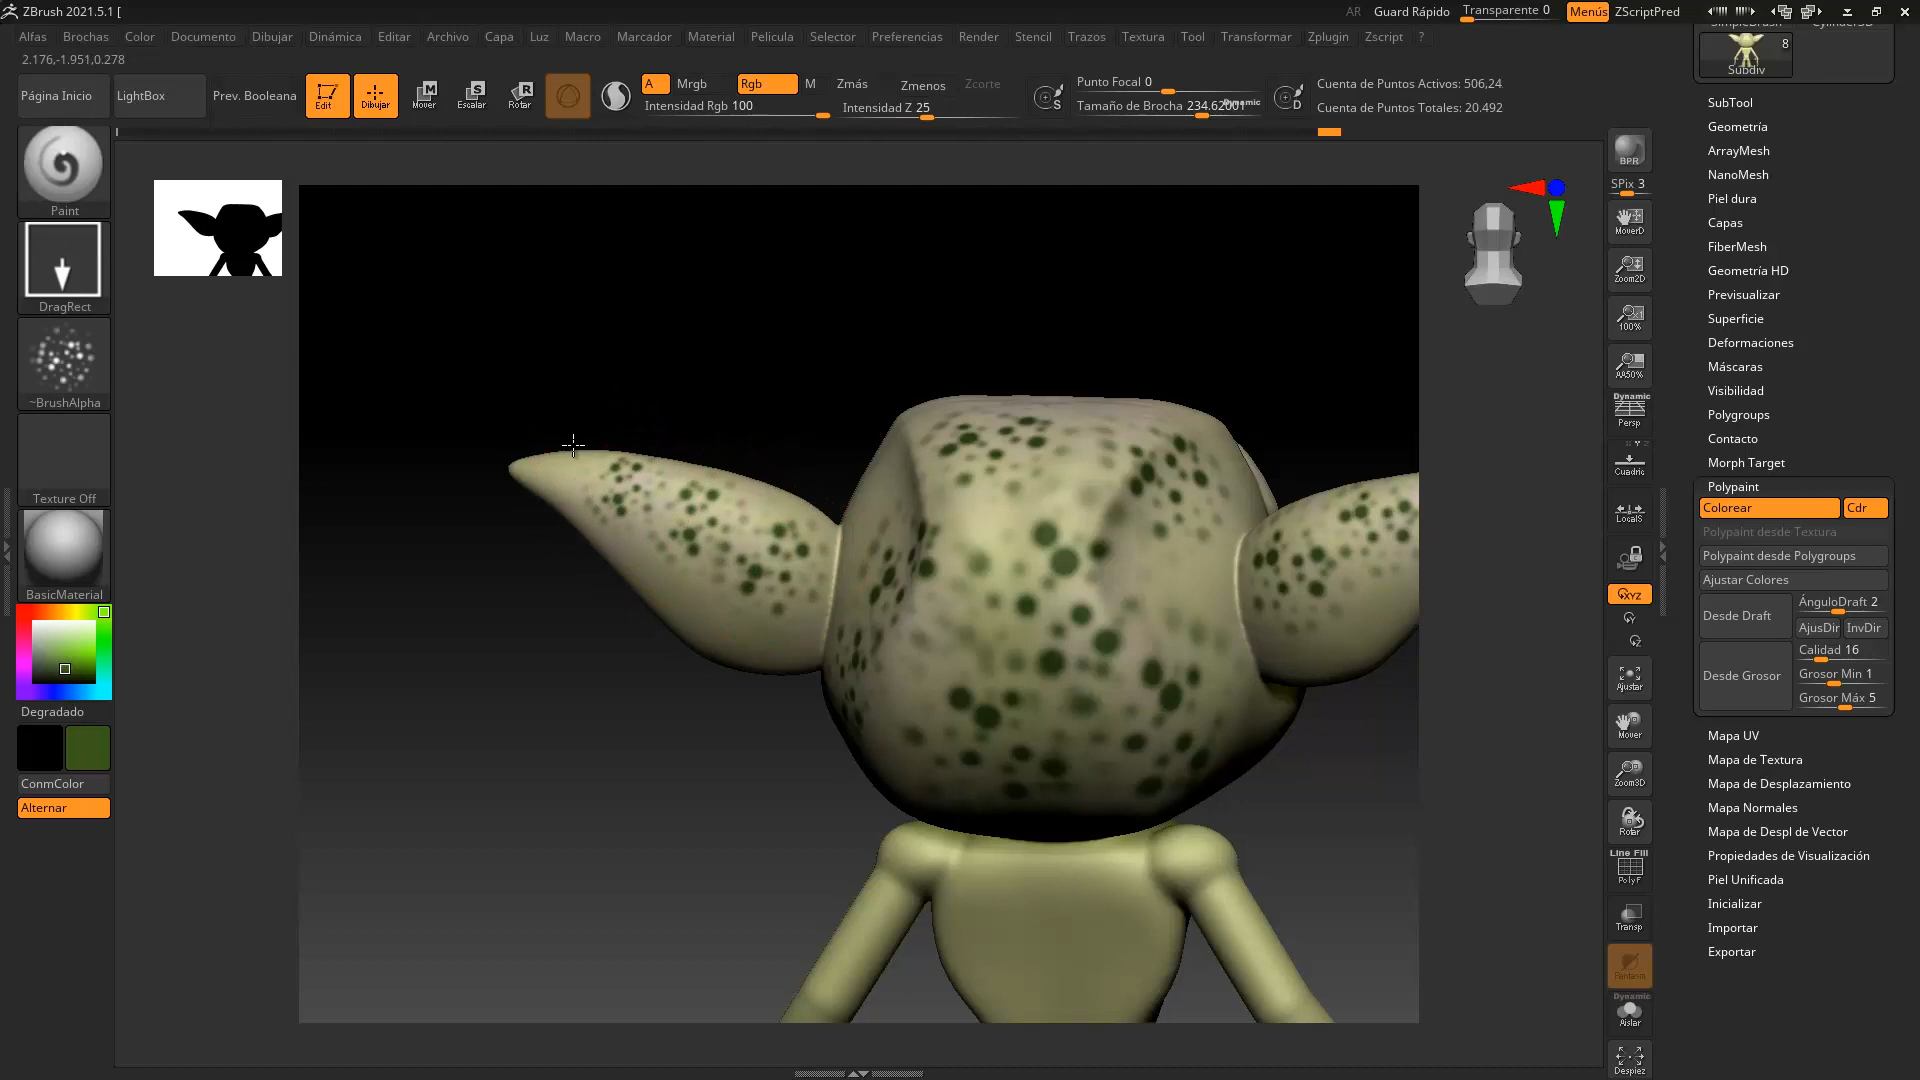 ZBrush 2021.5.1 [
AR Guard Rápido Transparente 0 Menús ZScriptPred
Alfas Brochas Color Documento Dibujar Dinámica Editar Archivo Capa Luz Macro Marcador Material Pelicula Selector Preferencias Render Stencil Trazos Textura Tool Transformar Zplugin Zscript ?
2.176,-1.951,0.278
Página Inicio LightBox Prev. Booleana Edit Dibujar Mover Escalar Rotar
M S R
A Mrgb Rgb M Zmás Zmenos Zcorte
Intensidad Rgb 100 Intensidad Z 25
S Punto Focal 0
Tamaño de Brocha 234.62001 Dynamic
D Cuenta de Puntos Activos: 506,24
Cuenta de Puntos Totales: 20.492
Paint
DragRect
~BrushAlpha
Texture Off
BasicMaterial
Degradado
ConmColor
Alternar
BPR
SPix 3
MoverD
Zoom2D
100%
AA50%
Dynamic
Persp
Cuadríc
LocalS
XYZ
Y
Z
Ajustar
Mover
Zoom3D
Rotar
Line Fill
PolyF
Transp
Fantasma
Dynamic
Aislar
Despiez
8
Subdiv
SubTool
Geometría
ArrayMesh
NanoMesh
Piel dura
Capas
FiberMesh
Geometría HD
Previsualizar
Superficie
Deformaciones
Máscaras
Visibilidad
Polygroups
Contacto
Morph Target
Polypaint
Colorear Cdr
Polypaint desde Textura
Polypaint desde Polygroups
Ajustar Colores
Desde Draft ÁnguloDraft 2
AjusDir InvDir
Calidad 16
Desde Grosor Grosor Min 1
Grosor Máx 5
Mapa UV
Mapa de Textura
Mapa de Desplazamiento
Mapa Normales
Mapa de Despl de Vector
Propiedades de Visualización
Piel Unificada
Inicializar
Importar
Exportar